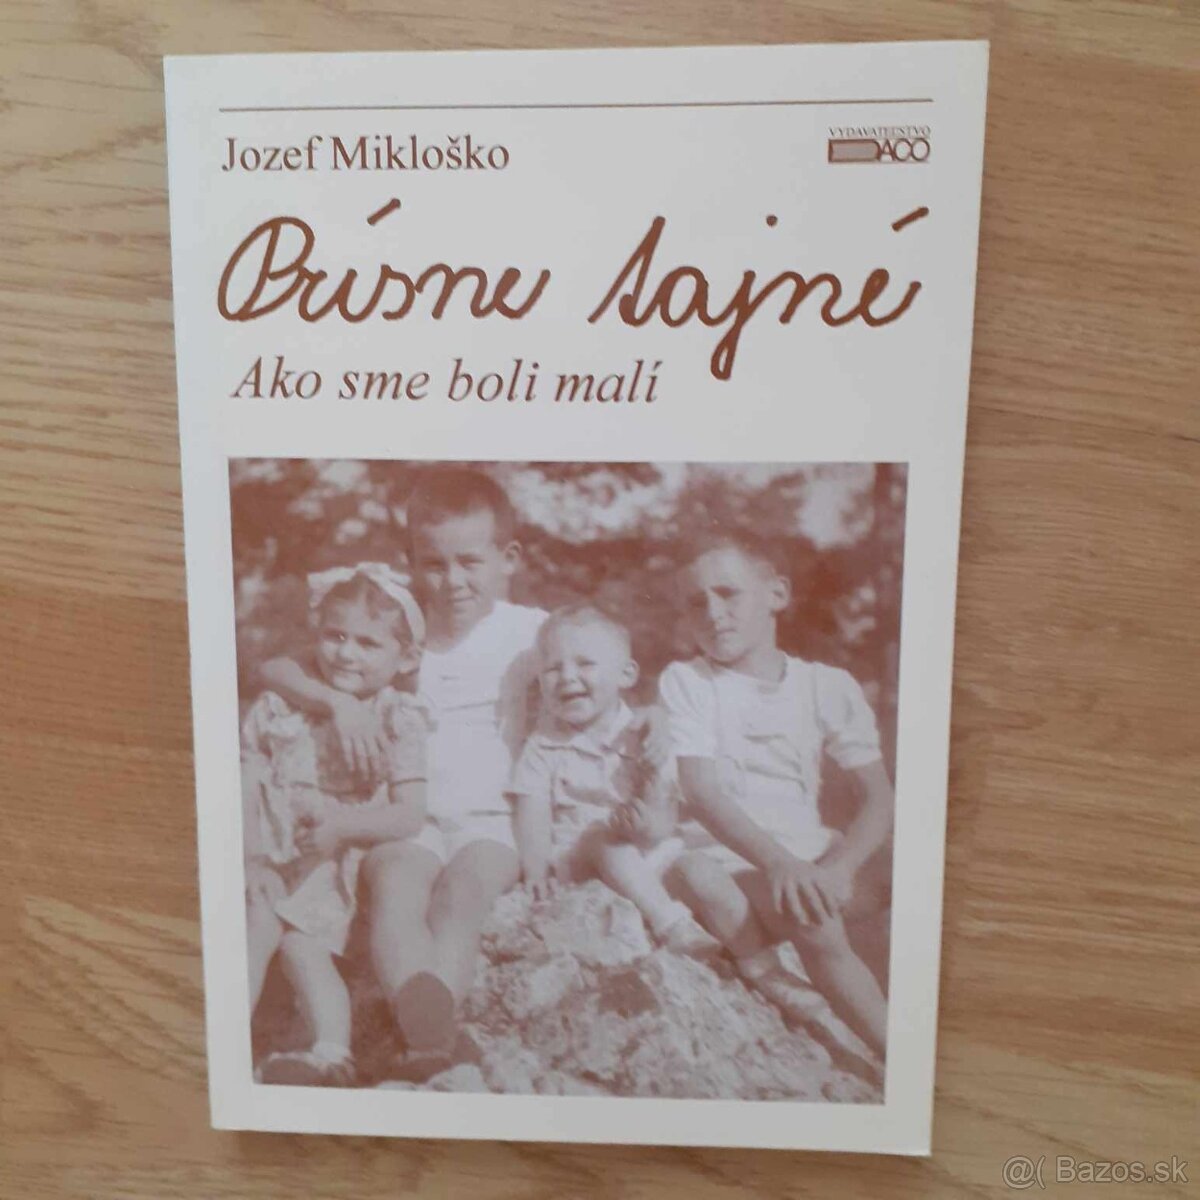 Jozef Mikloško
VYDAVATEĽSTVO
DACO
Prísne tajné
Ako sme boli malí
@( Bazos.sk